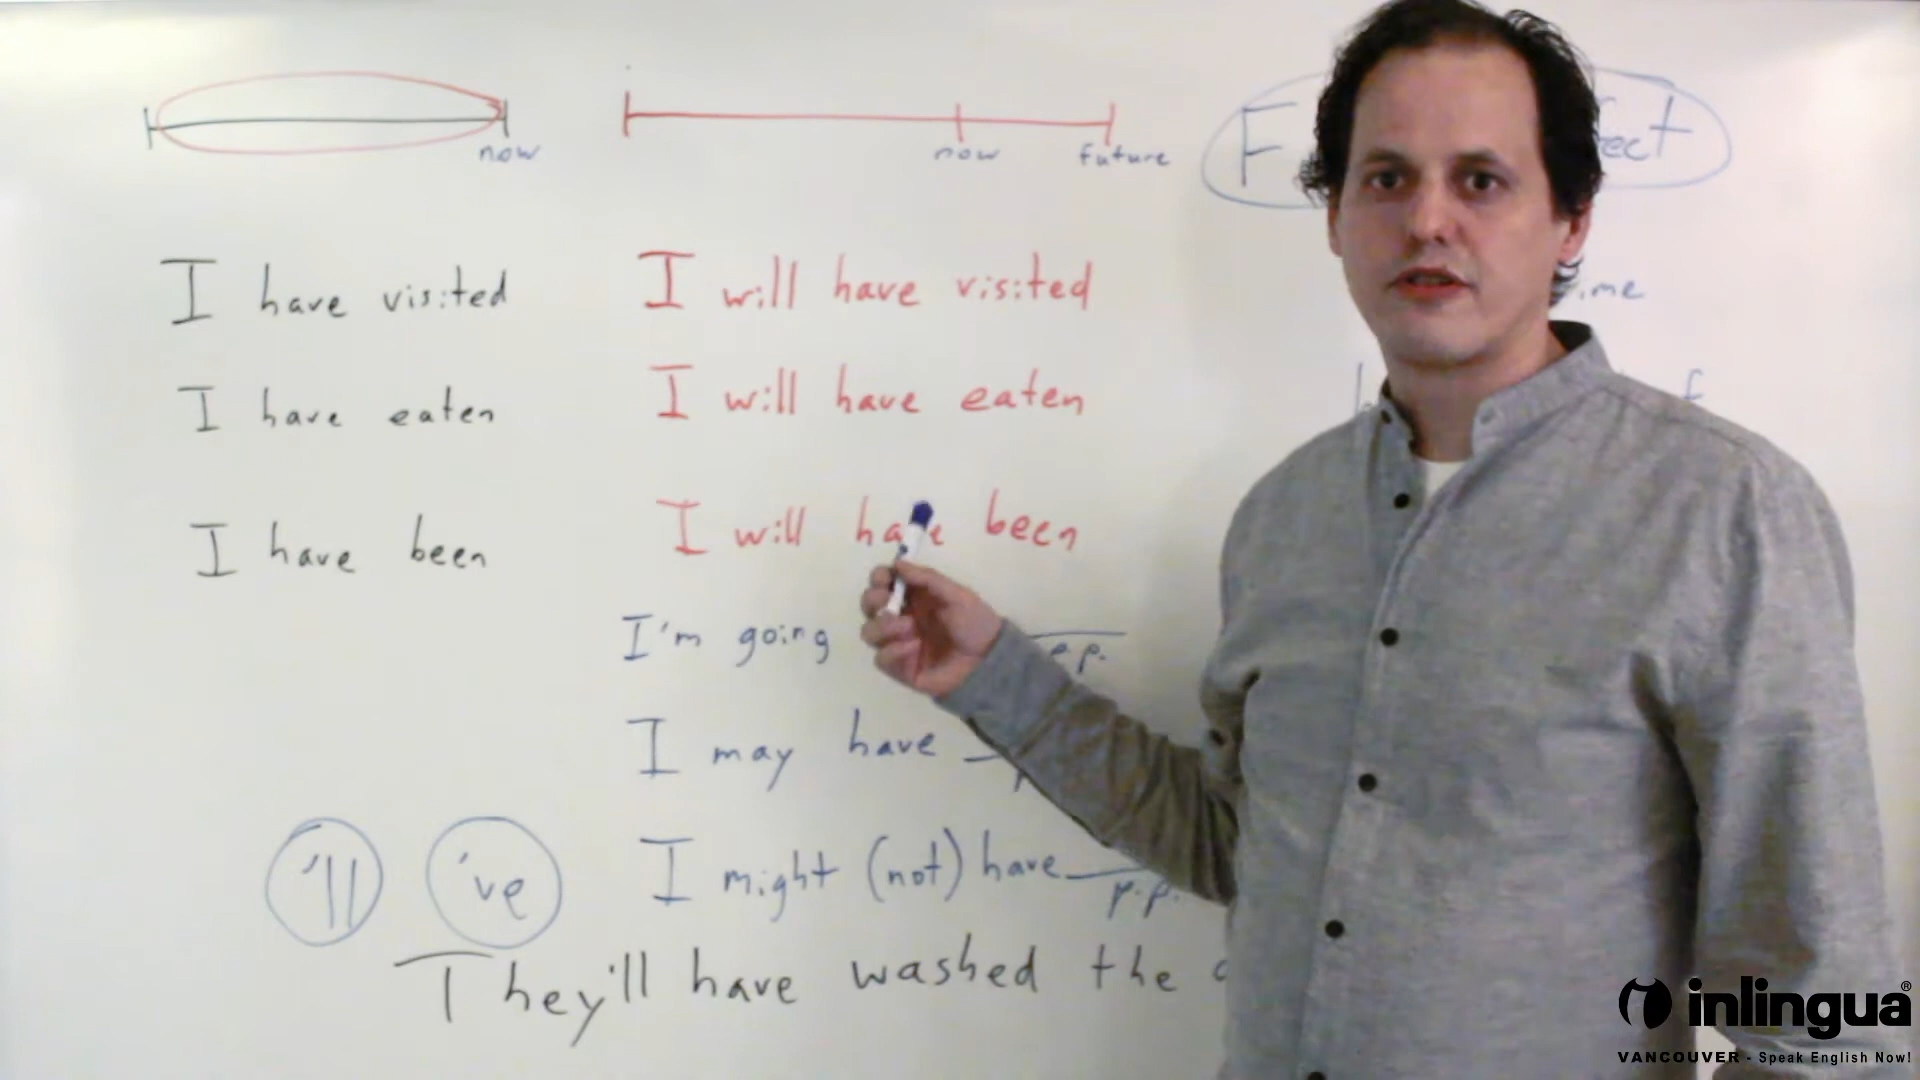 now
now
future
I have visited
I will have visited
I have eaten
I will have eaten
I have been
I will have been
I'm going
p.p.
I may have
I might (not) have
p.p.
'll
've
They'll have washed the
inlingua®
VANCOUVER - Speak English Now!